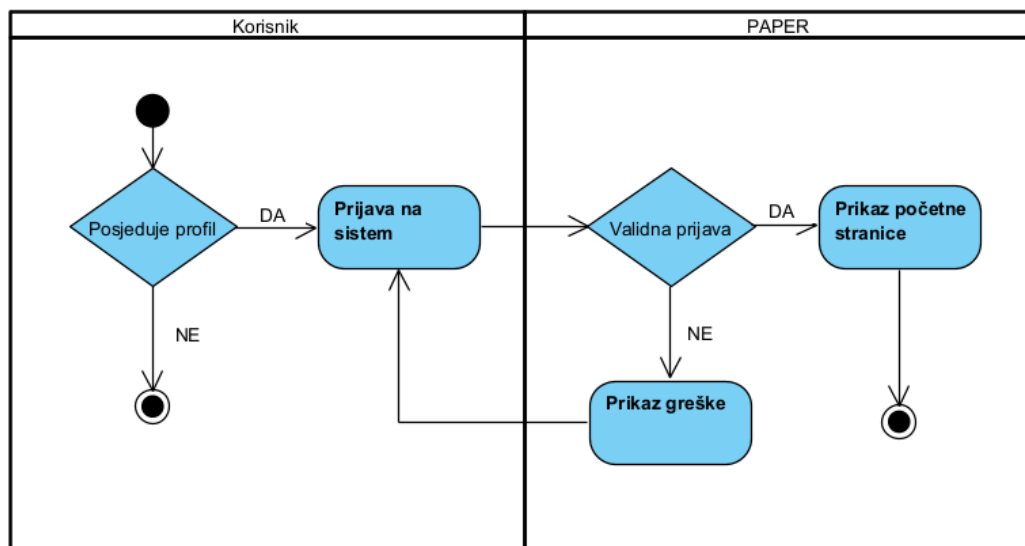 Korisnik
PAPER
Posjeduje profil
DA
Prijava na
sistem
Validna prijava
DA
Prikaz početne
stranice
NE
NE
Prikaz greške